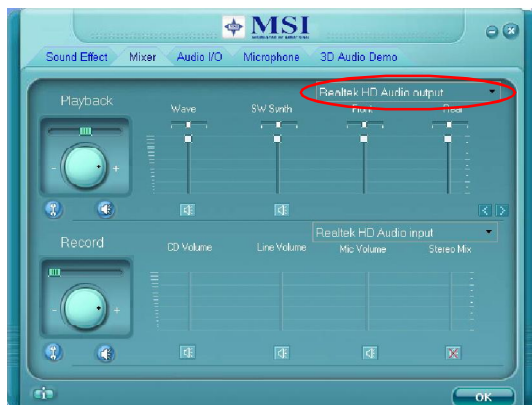 MSI
Sound Effect Mixer Audio I/O Microphone 3D Audio Demo
Realtek HD Audio output
Playback
Wave SW Synth Front Rear
- +
Realtek HD Audio input
Record
CD Volume Line Volume Mic Volume Stereo Mix
- +
OK